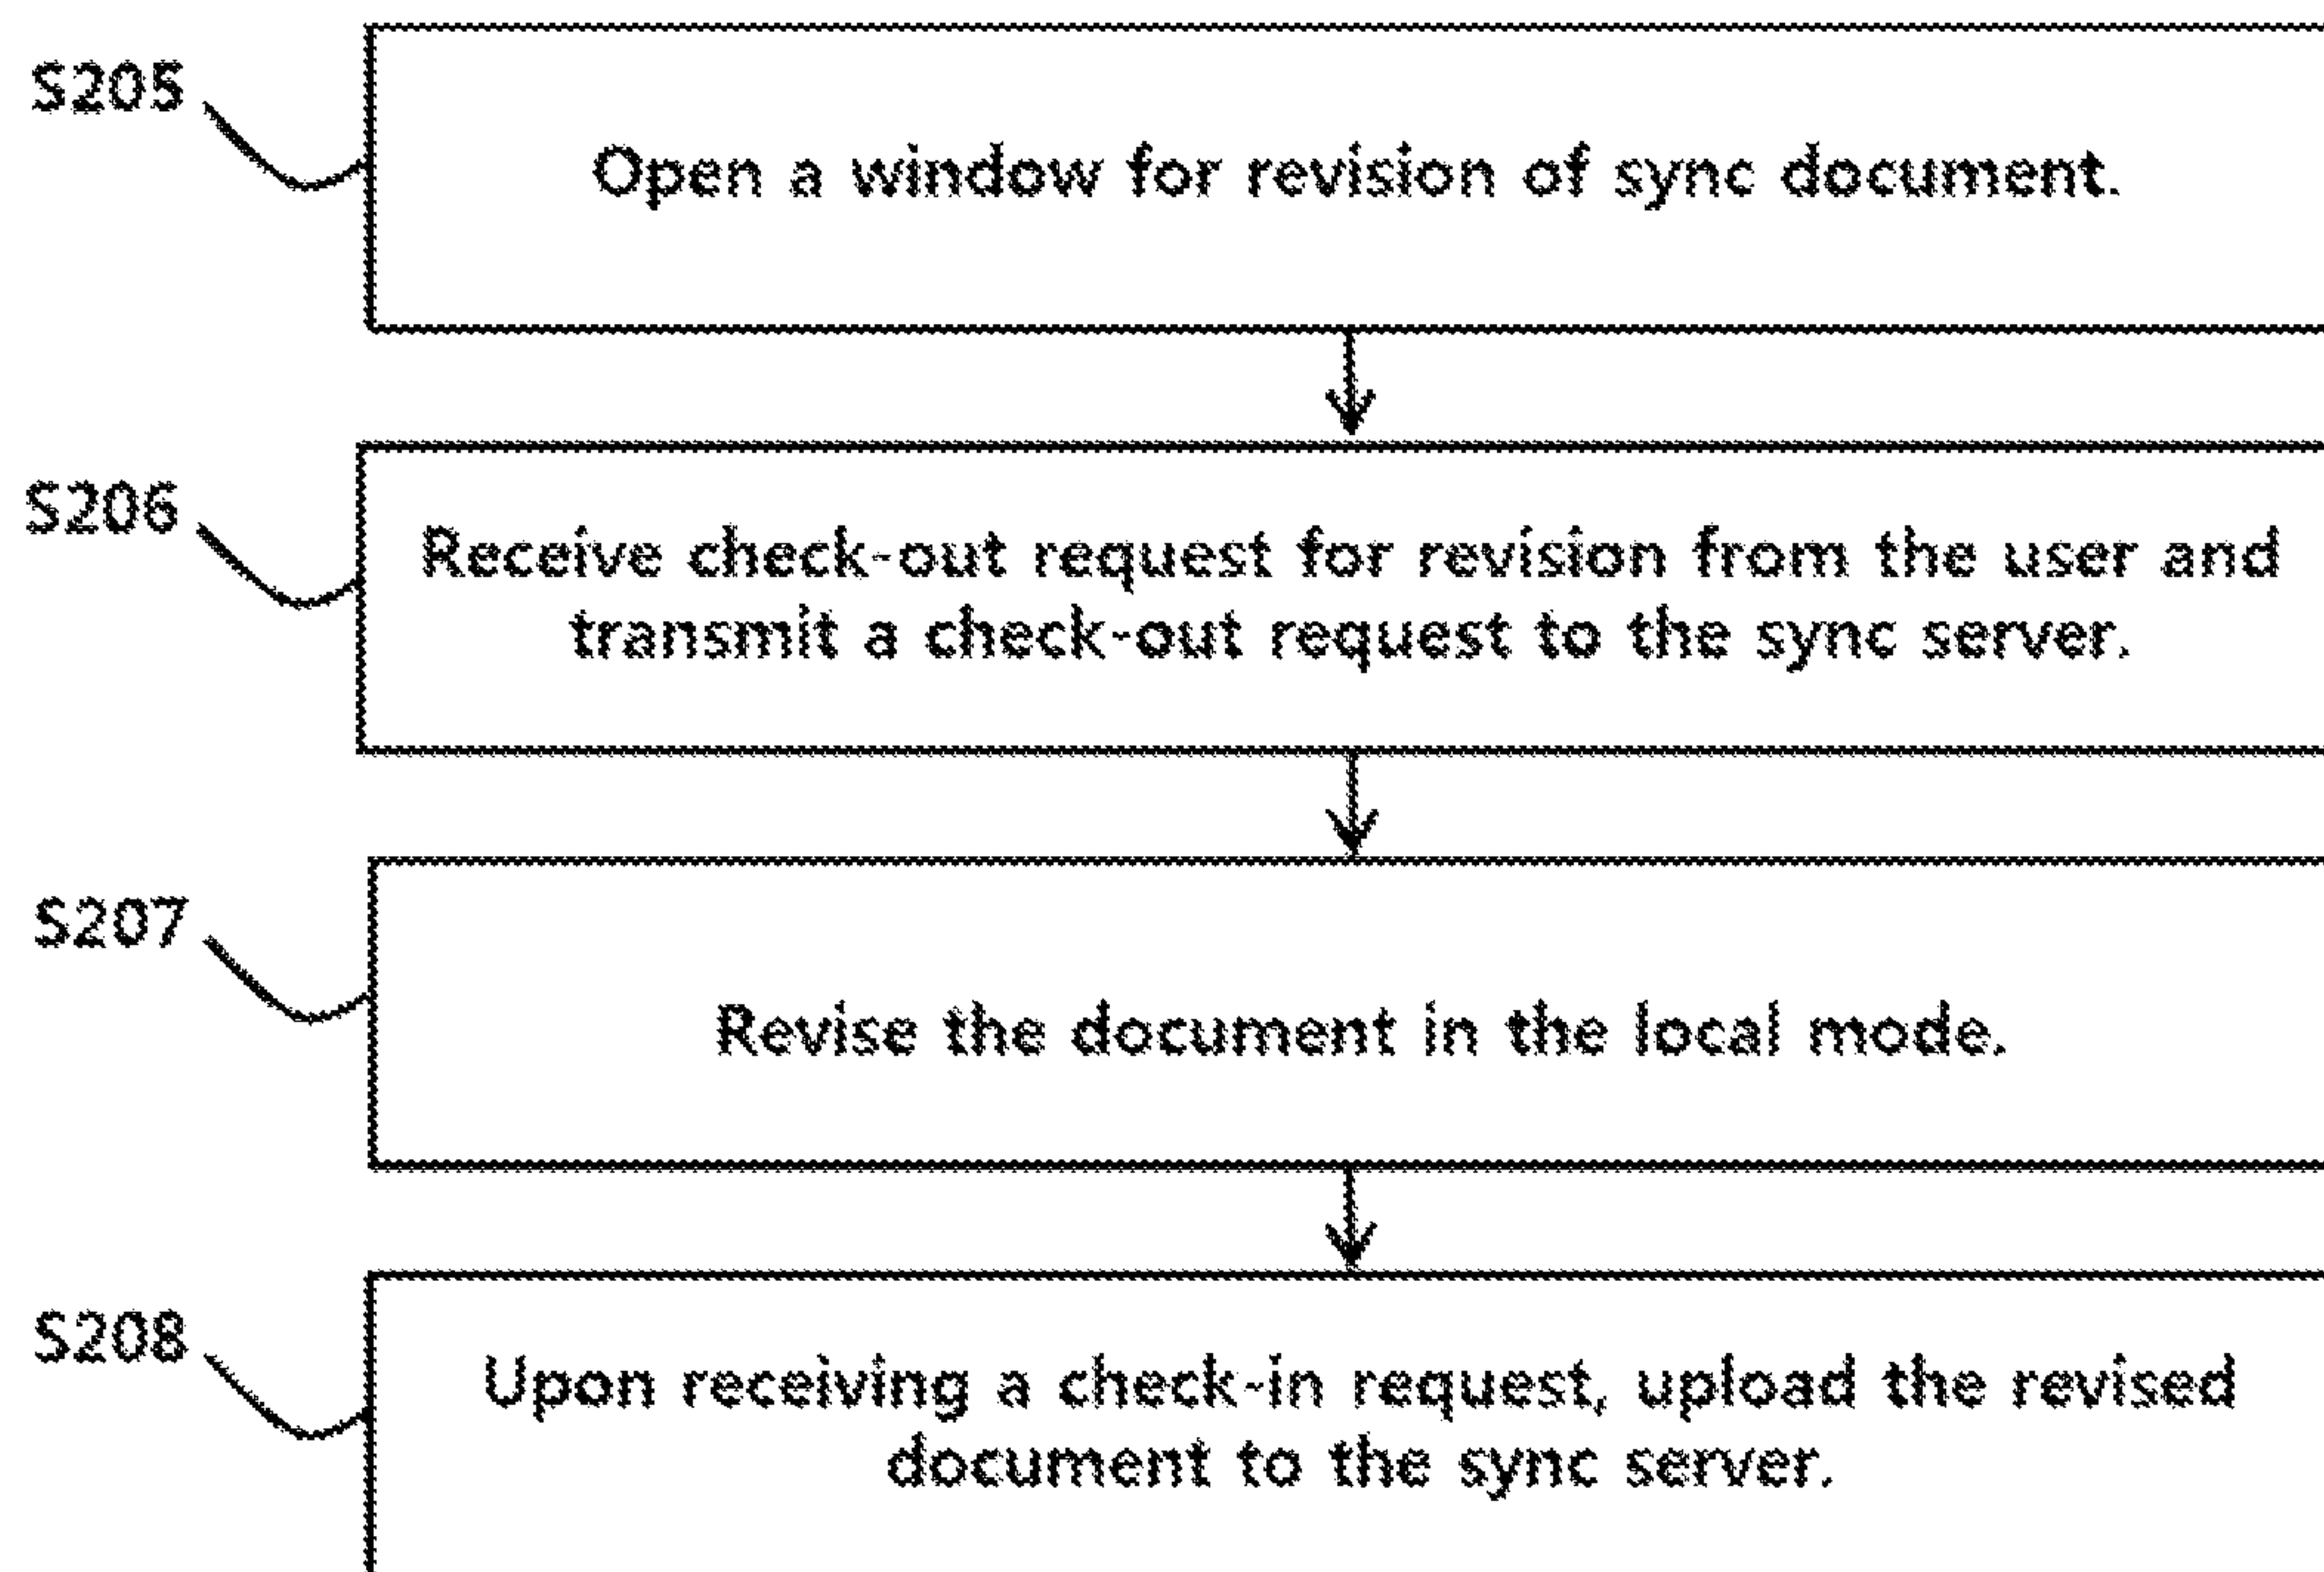 S205
Open a window for revision of sync document.
S206
Receive check-out request for revision from the user and
transmit a check-out request to the sync server.
S207
Revise the document in the local mode.
S208
Upon receiving a check-in request, upload the revised
document to the sync server.